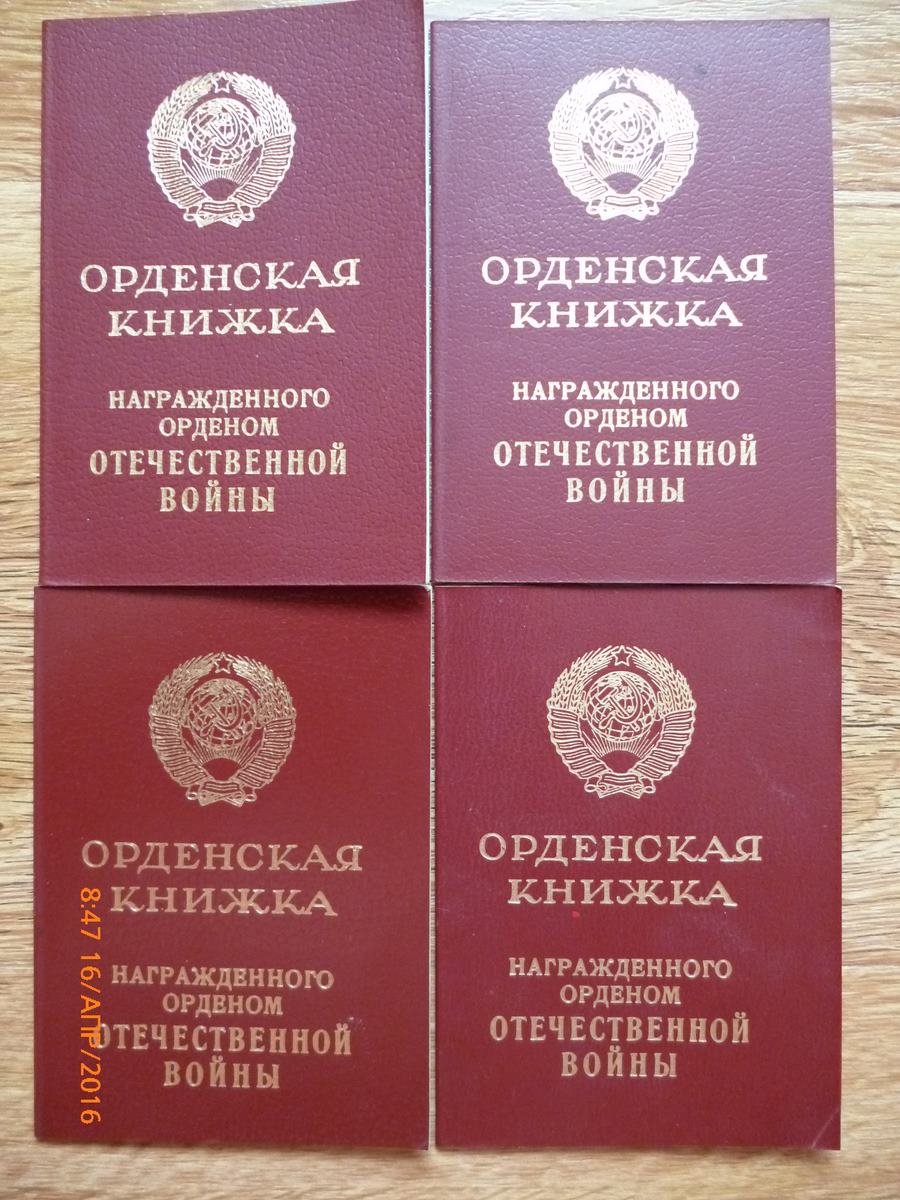 ОРДЕНСКАЯ
КНИЖКА
НАГРАЖДЕННОГО
ОРДЕНОМ
ОТЕЧЕСТВЕННОЙ
ВОЙНЫ
ОРДЕНСКАЯ
КНИЖКА
НАГРАЖДЕННОГО
ОРДЕНОМ
ОТЕЧЕСТВЕННОЙ
ВОЙНЫ
ОРДЕНСКАЯ
КНИЖКА
НАГРАЖДЕННОГО
ОРДЕНОМ
ОТЕЧЕСТВЕННОЙ
ВОЙНЫ
ОРДЕНСКАЯ
КНИЖКА
НАГРАЖДЕННОГО
ОРДЕНОМ
ОТЕЧЕСТВЕННОЙ
ВОЙНЫ
8:47 16/АПР/2016